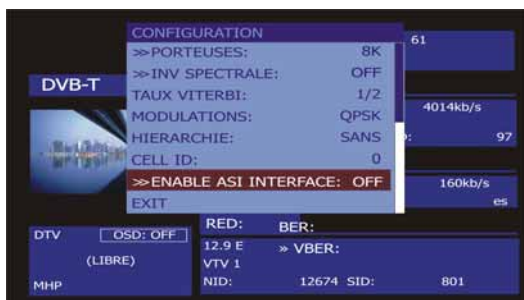 CONFIGURATION
≫PORTEUSES: 8K
≫INV SPECTRALE: OFF
TAUX VITERBI: 1/2
MODULATIONS: QPSK
HIERARCHIE: SANS
CELL ID: 0
≫ENABLE ASI INTERFACE: OFF
EXIT
61
DVB-T
4014kb/s
: 97
160kb/s
es
RED: BER:
DTV OSD: OFF
(LIBRE)
MHP
12.9 E » VBER:
VTV 1
NID: 12674 SID: 801